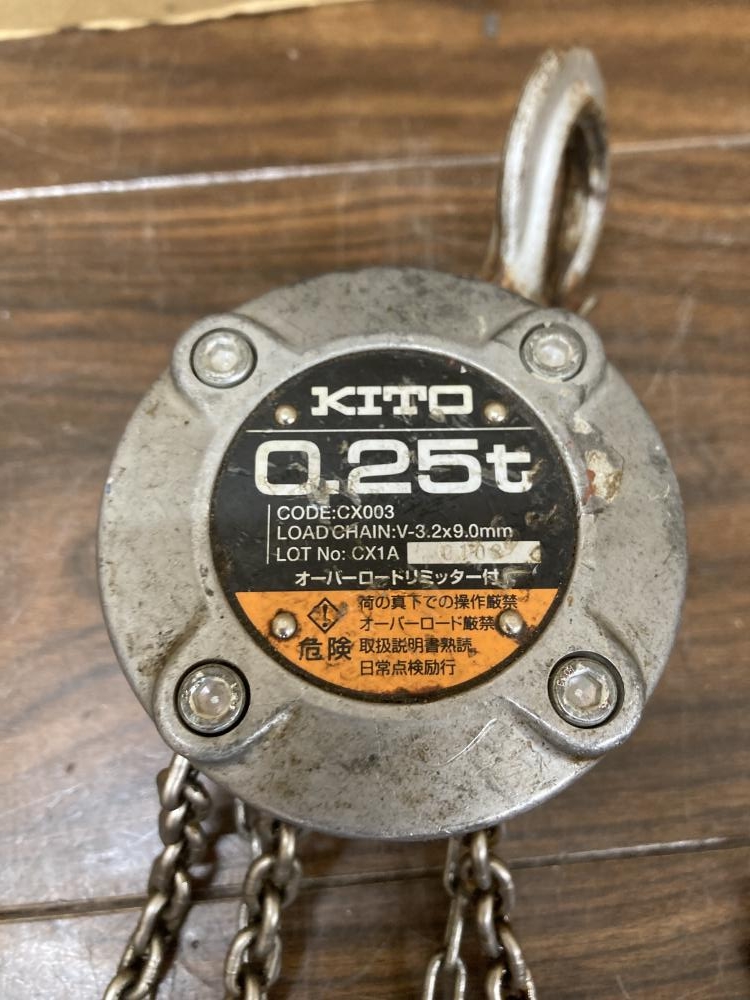 KITO
0.25t
CODE:CX003
LOAD CHAIN:V-3.2x9.0mm
LOT No: CX1A
オーバーロードリミッター付
荷の真下での操作厳禁
オーバーロード厳禁
危険 取扱説明書熟読
日常点検励行